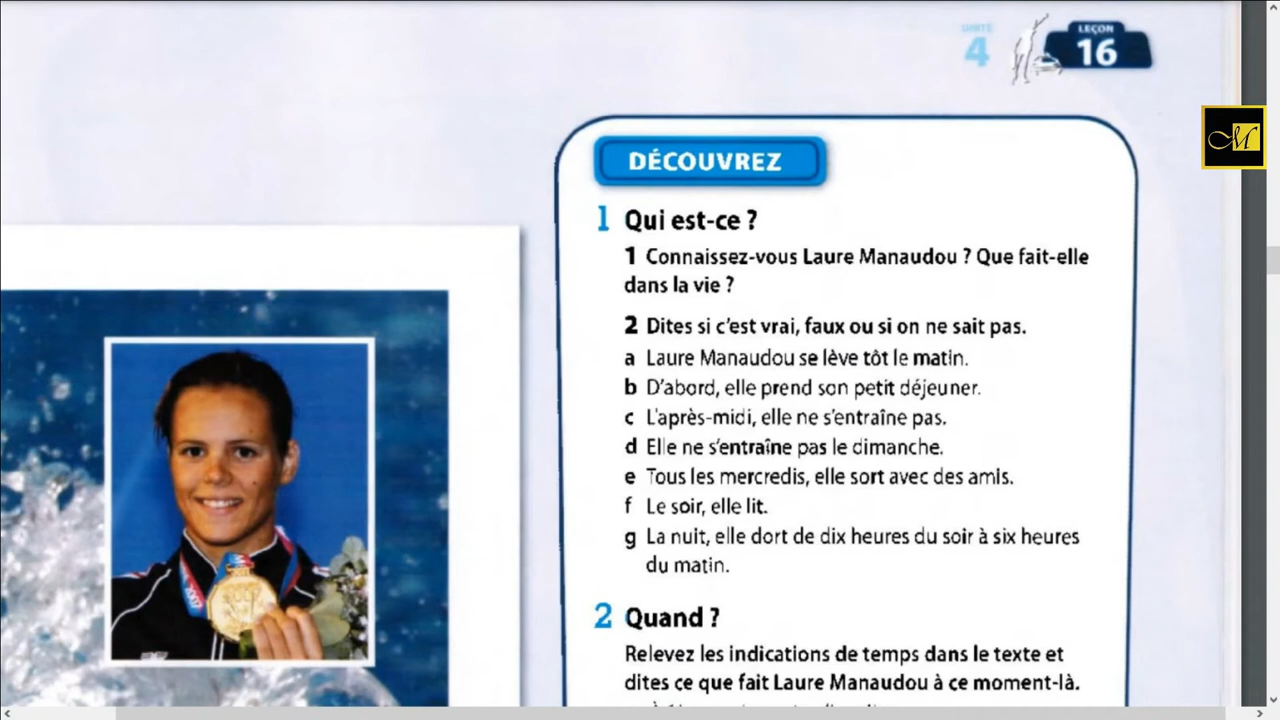 UNITÉ
4
LEÇON
16
DÉCOUVREZ
1 Qui est-ce ?
1 Connaissez-vous Laure Manaudou ? Que fait-elle
dans la vie ?
2 Dites si c'est vrai, faux ou si on ne sait pas.
a Laure Manaudou se lève tôt le matin.
b D'abord, elle prend son petit déjeuner.
c L'après-midi, elle ne s'entraîne pas.
d Elle ne s'entraîne pas le dimanche.
e Tous les mercredis, elle sort avec des amis.
f Le soir, elle lit.
g La nuit, elle dort de dix heures du soir à six heures
du matin.
2 Quand ?
Relevez les indications de temps dans le texte et
dites ce que fait Laure Manaudou à ce moment-là.
M